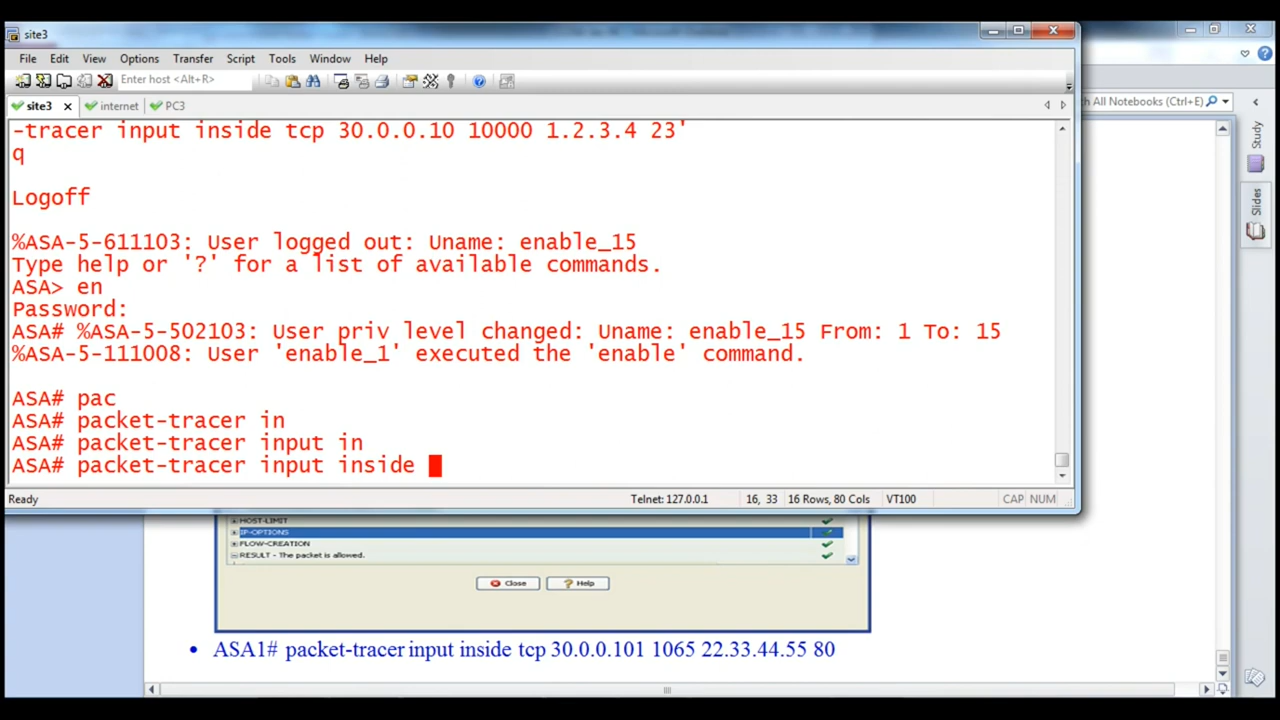 site3
File Edit View Options Transfer Script Tools Window Help
Enter host <Alt+R>
ch All Notebooks (Ctrl+E)
site3 internet PC3
-tracer input inside tcp 30.0.0.10 10000 1.2.3.4 23'
q
Logoff
%ASA-5-611103: User logged out: Uname: enable_15
Type help or '?' for a list of available commands.
ASA> en
Password:
ASA# %ASA-5-502103: User priv level changed: Uname: enable_15 From: 1 To: 15
%ASA-5-111008: User 'enable_1' executed the 'enable' command.
ASA# pac
ASA# packet-tracer in
ASA# packet-tracer input in
ASA# packet-tracer input inside
Ready Telnet: 127.0.0.1 16, 33 16 Rows, 80 Cols VT100 CAP NUM
Study
Slides
HOST-LIMIT
IP-OPTIONS
FLOW-CREATION
RESULT - The packet is allowed.
Close Help
• ASA1# packet-tracer input inside tcp 30.0.0.101 1065 22.33.44.55 80